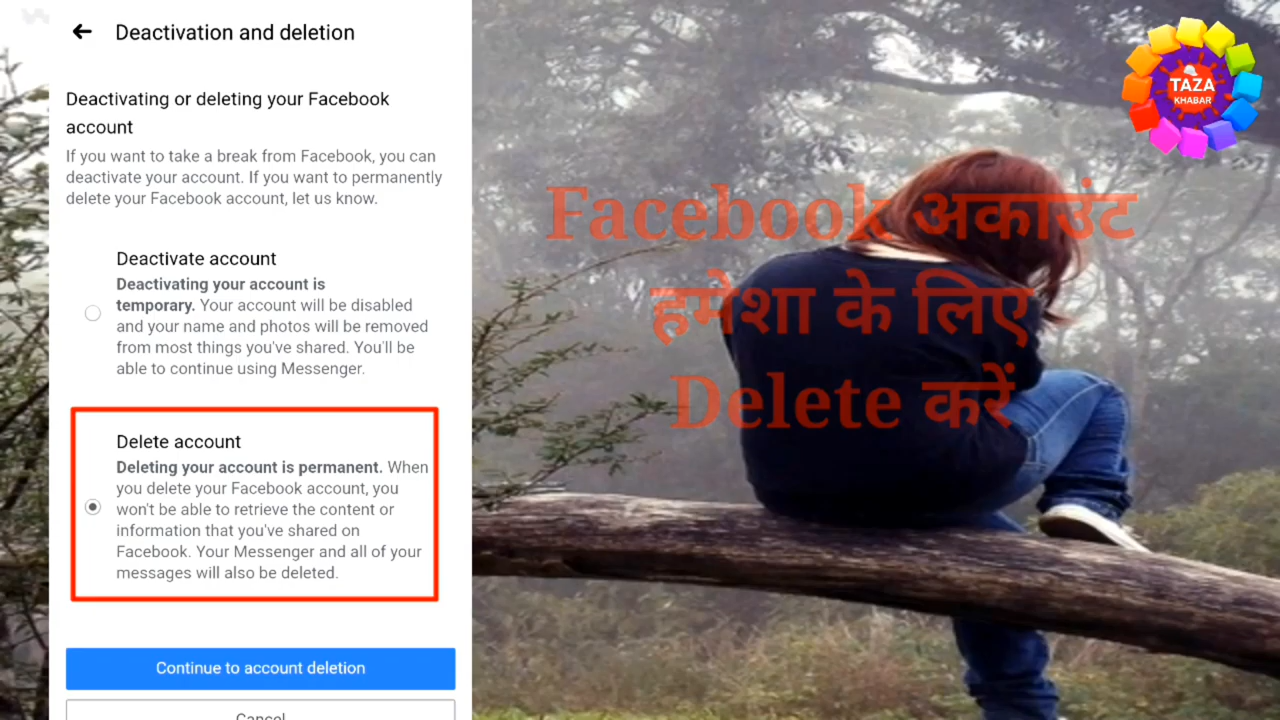 Deactivation and deletion
Deactivating or deleting your Facebook
account
If you want to take a break from Facebook, you can
deactivate your account. If you want to permanently
delete your Facebook account, let us know.
Deactivate account
Deactivating your account is
temporary. Your account will be disabled
and your name and photos will be removed
from most things you've shared. You'll be
able to continue using Messenger.
Delete account
Deleting your account is permanent. When
you delete your Facebook account, you
won't be able to retrieve the content or
information that you've shared on
Facebook. Your Messenger and all of your
messages will also be deleted.
Continue to account deletion
Cancel
Facebook अकाउंट
हमेशा के लिए
Delete करें
TAZA
KHABAR